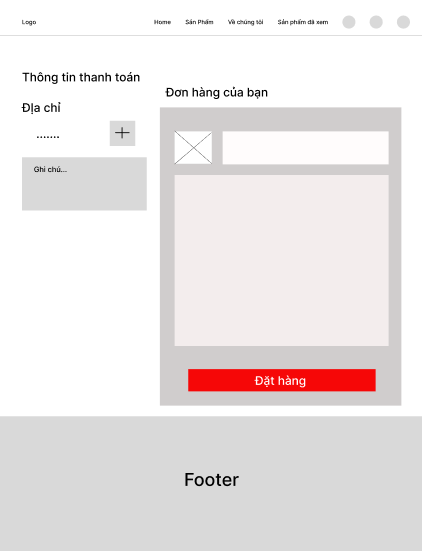 Logo
Home
Sản Phẩm
Về chúng tôi
Sản phẩm đã xem
Thông tin thanh toán
Địa chỉ
.......
Ghi chú...
Đơn hàng của bạn
Đặt hàng
Footer